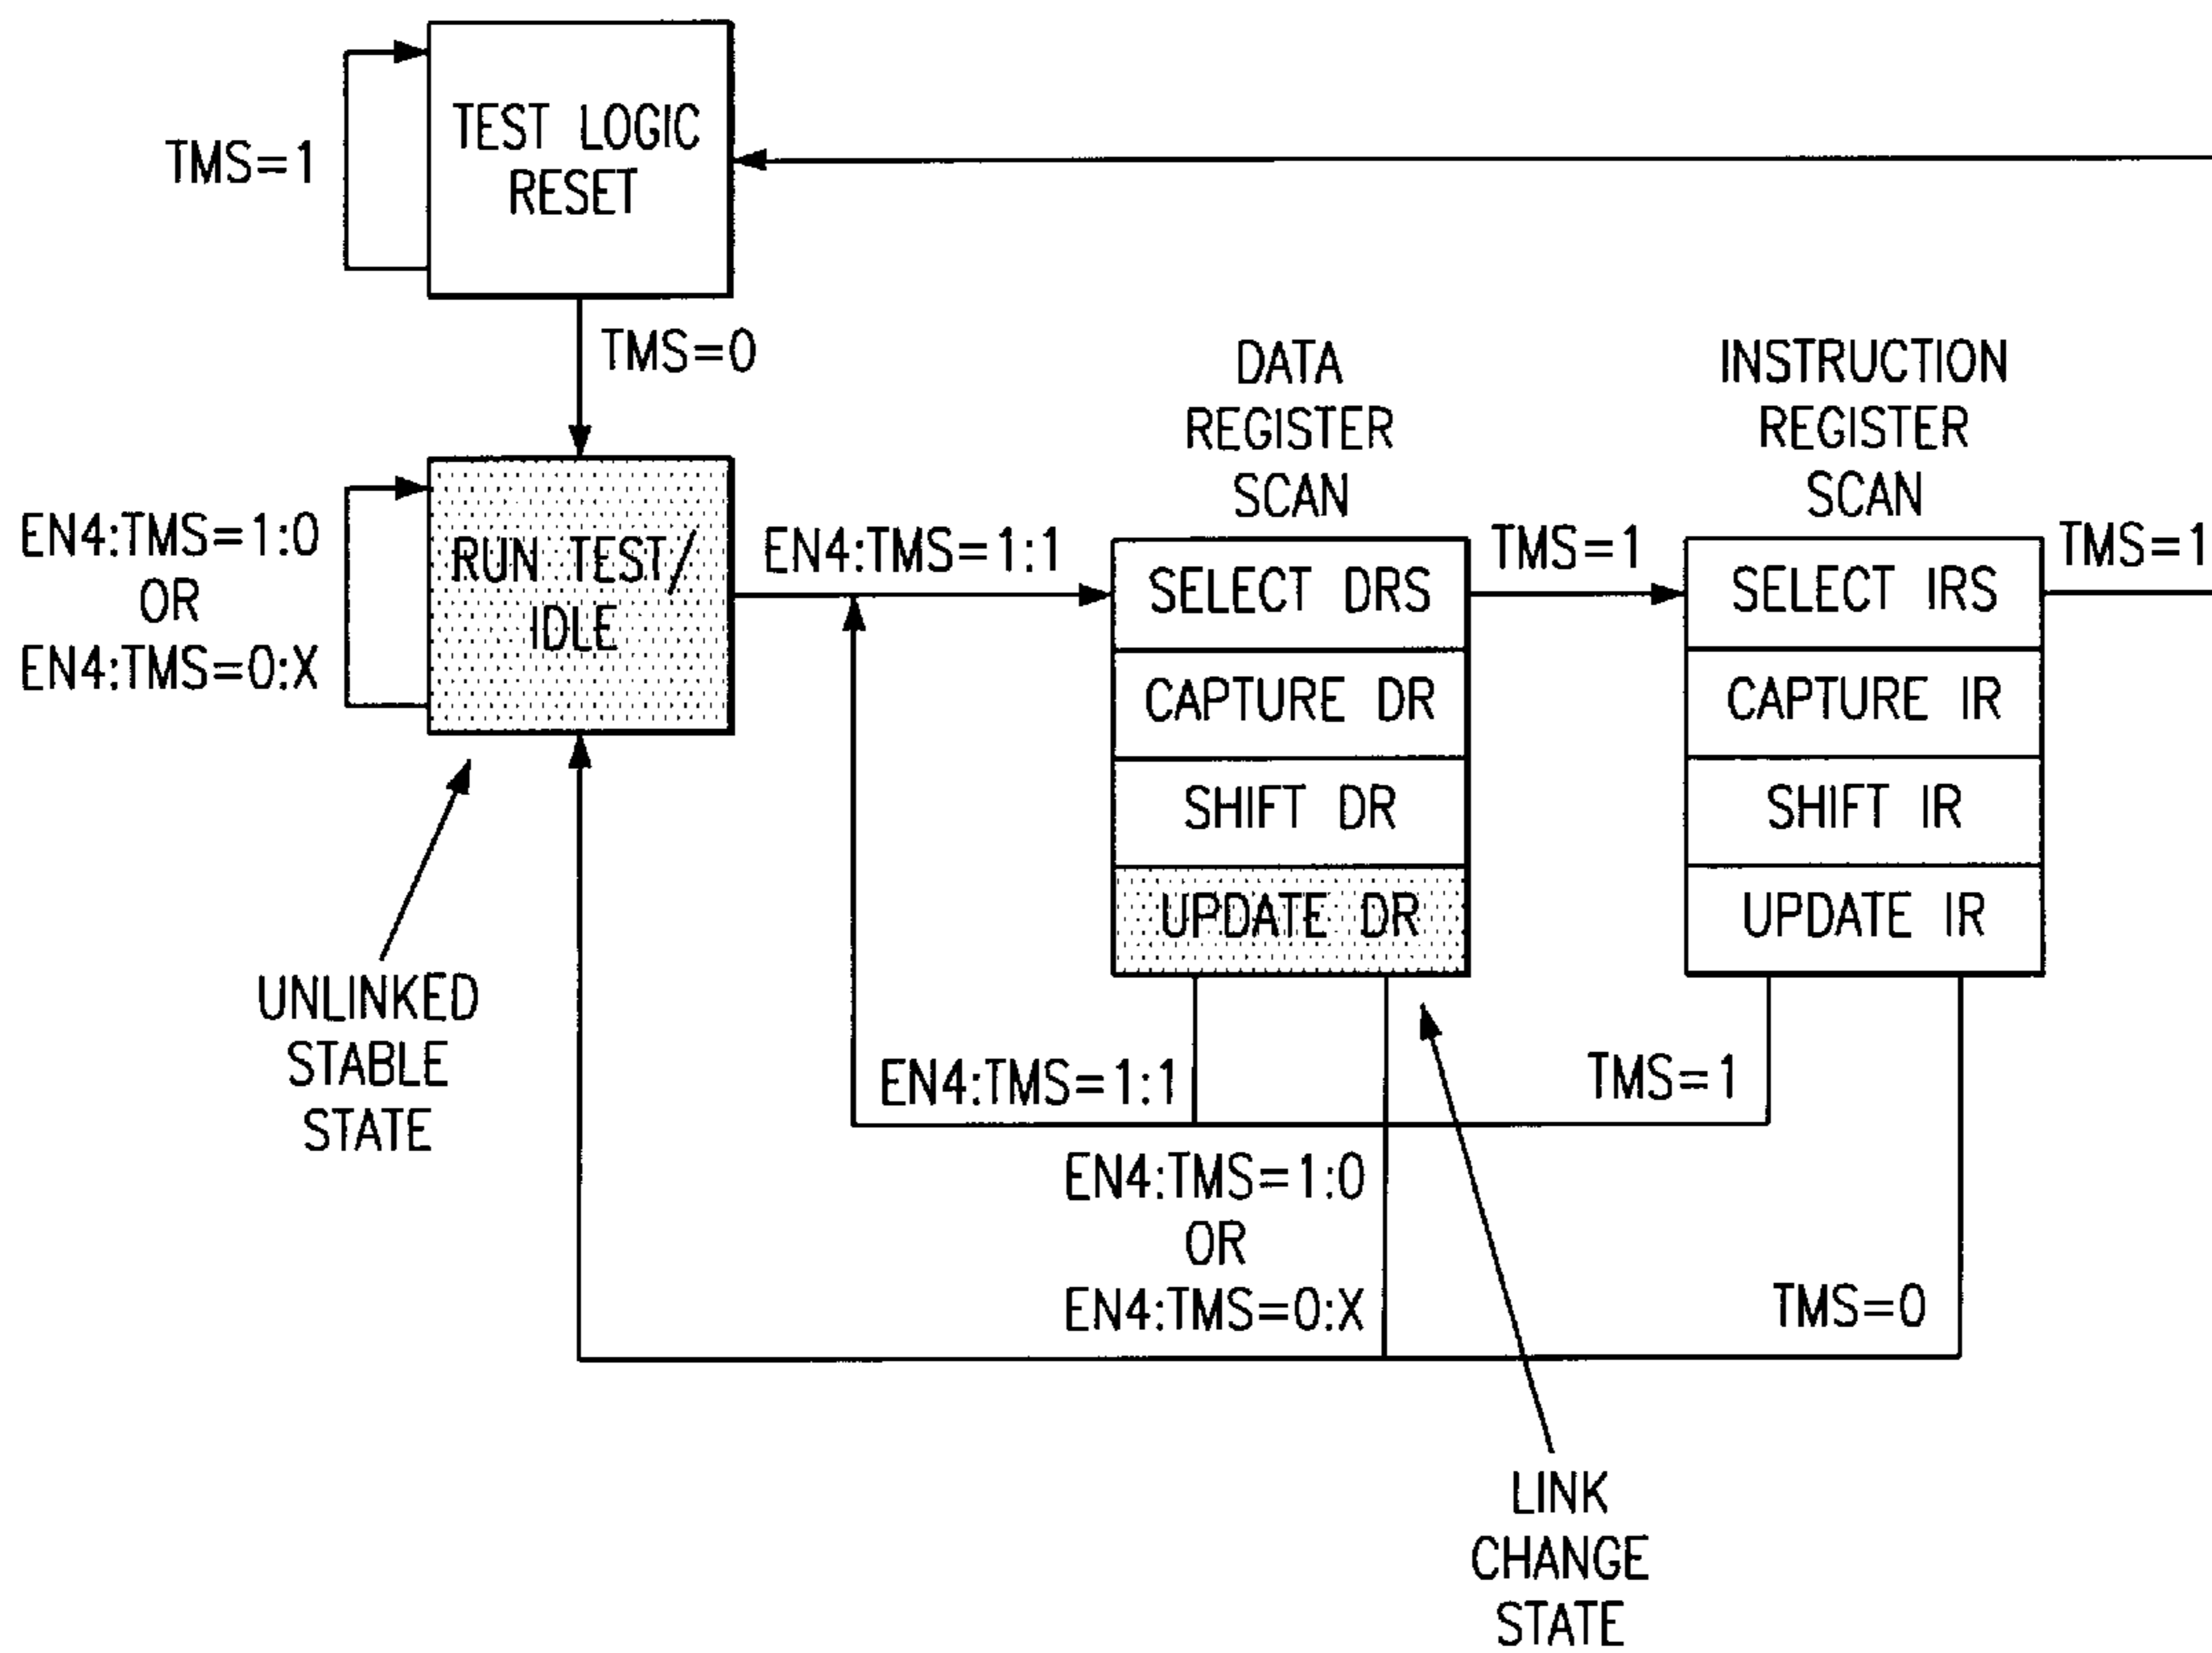 TEST LOGIC
RESET
TMS=1
TMS=0
DATA
REGISTER
SCAN
INSTRUCTION
REGISTER
SCAN
EN4:TMS=1:0
OR
EN4:TMS=0:X
RUN TEST/
IDLE
EN4:TMS=1:1
SELECT DRS
CAPTURE DR
SHIFT DR
UPDATE DR
TMS=1
SELECT IRS
CAPTURE IR
SHIFT IR
UPDATE IR
TMS=1
UNLINKED
STABLE
STATE
EN4:TMS=1:1
TMS=1
EN4:TMS=1:0
OR
EN4:TMS=0:X
TMS=0
LINK
CHANGE
STATE